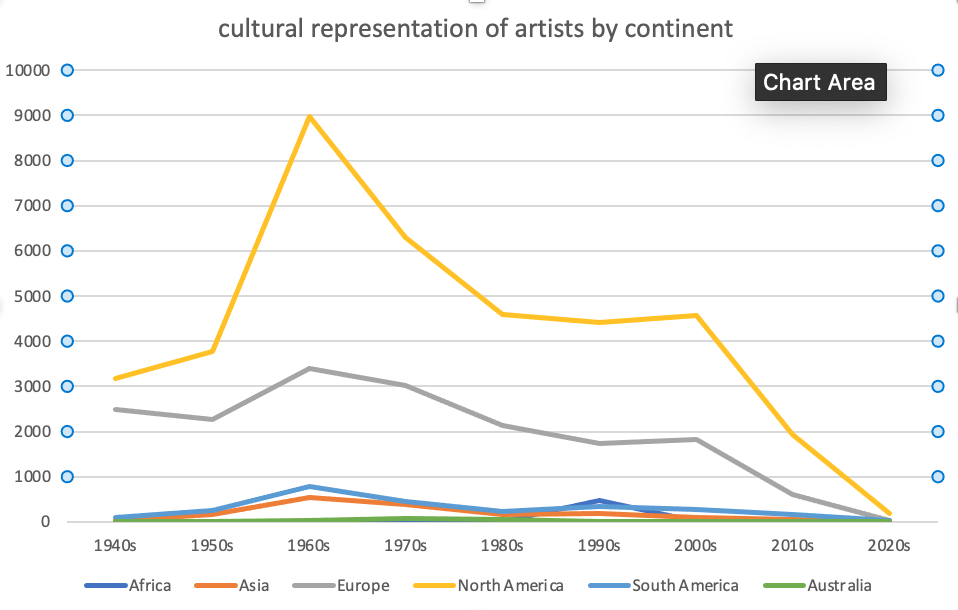 cultural representation of artists by continent
Chart Area
10000
9000
8000
7000
6000
5000
4000
3000
2000
1000
0
1940s 1950s 1960s 1970s 1980s 1990s 2000s 2010s 2020s
Africa Asia Europe North America South America Australia